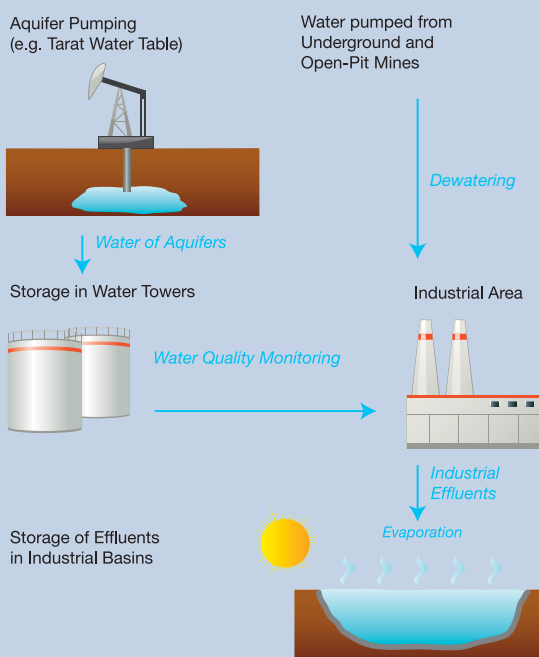 Aquifer Pumping
(e.g. Tarat Water Table)
Water pumped from
Underground and
Open-Pit Mines
Dewatering
Water of Aquifers
Storage in Water Towers
Industrial Area
Water Quality Monitoring
Industrial
Effluents
Storage of Effluents
in Industrial Basins
Evaporation